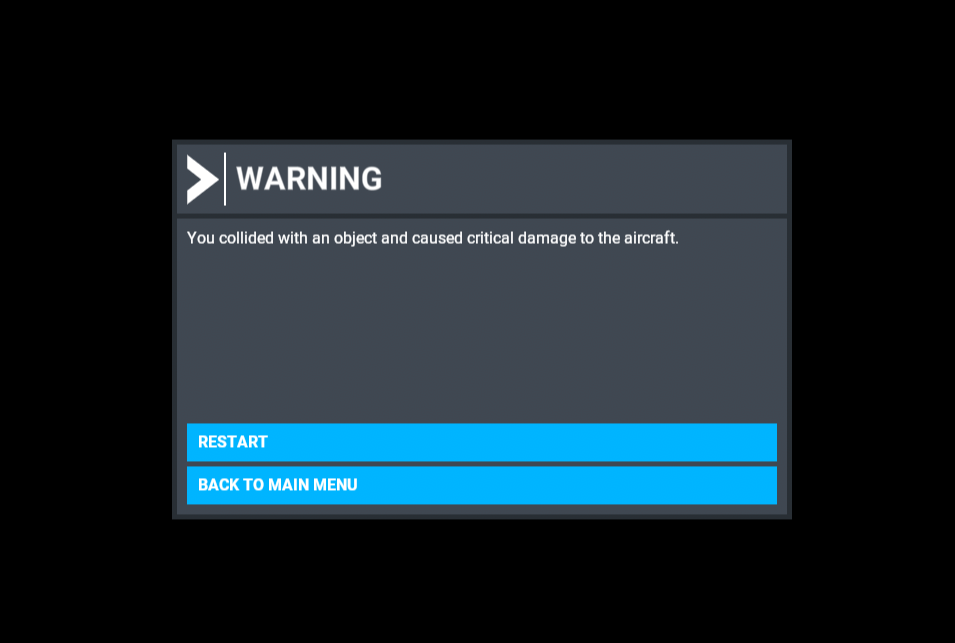 WARNING
You collided with an object and caused critical damage to the aircraft.
RESTART
BACK TO MAIN MENU